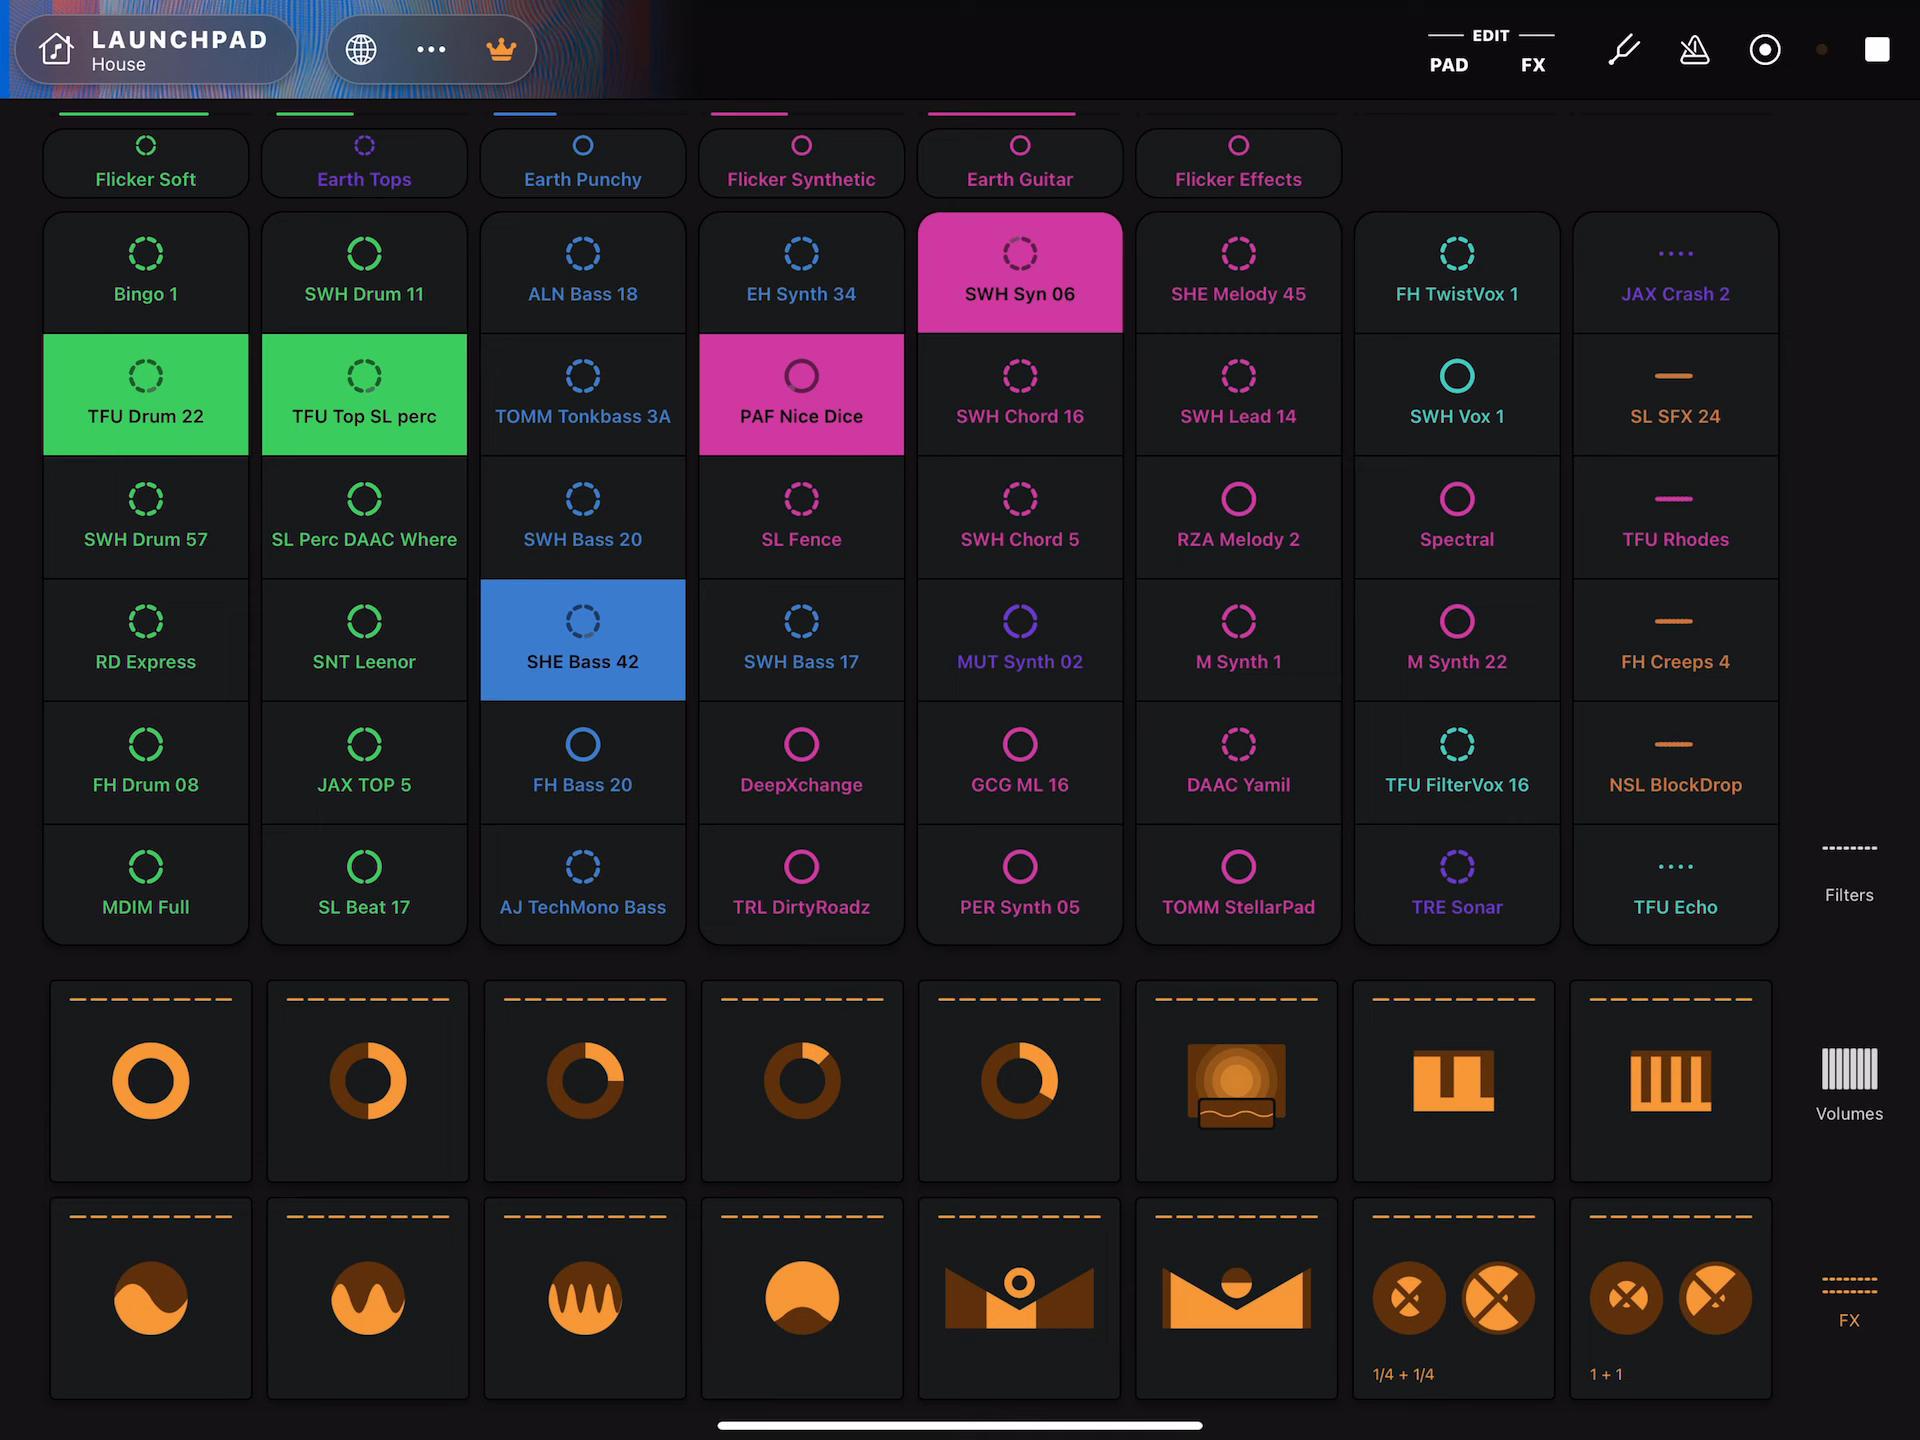 LAUNCHPAD
House
EDIT
PAD FX
Flicker Soft Earth Tops Earth Punchy Flicker Synthetic Earth Guitar Flicker Effects
Bingo 1 SWH Drum 11 ALN Bass 18 EH Synth 34 SWH Syn 06 SHE Melody 45 FH TwistVox 1 JAX Crash 2
TFU Drum 22 TFU Top SL perc TOMM Tonkbass 3A PAF Nice Dice SWH Chord 16 SWH Lead 14 SWH Vox 1 SL SFX 24
SWH Drum 57 SL Perc DAAC Where SWH Bass 20 SL Fence SWH Chord 5 RZA Melody 2 Spectral TFU Rhodes
RD Express SNT Leenor SHE Bass 42 SWH Bass 17 MUT Synth 02 M Synth 1 M Synth 22 FH Creeps 4
FH Drum 08 JAX TOP 5 FH Bass 20 DeepXchange GCG ML 16 DAAC Yamil TFU FilterVox 16 NSL BlockDrop
MDIM Full SL Beat 17 AJ TechMono Bass TRL DirtyRoadz PER Synth 05 TOMM StellarPad TRE Sonar TFU Echo
Filters
Volumes
FX
1/4 + 1/4 1 + 1